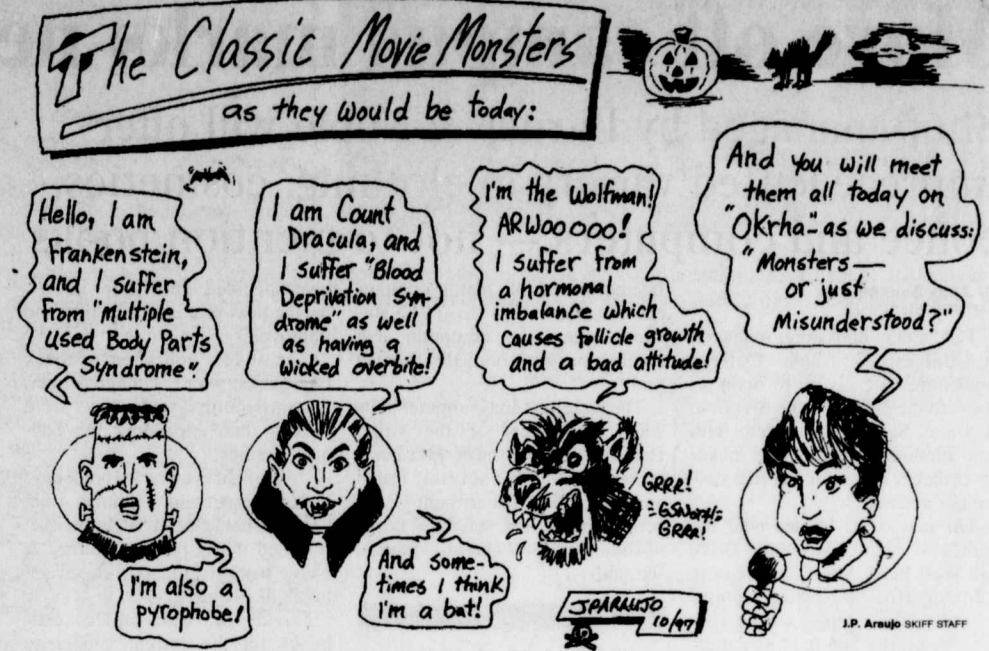 The Classic Movie Monsters
as they would be today:
Hello, I am
Frankenstein,
and I suffer
from "Multiple
used Body Parts
Syndrome".
I'm also a
pyrophobe!
I am Count
Dracula, and
I suffer "Blood
Deprivation Syn-
drome" as well
as having a
wicked overbite!
And some-
times I think
I'm a bat!
I'm the Wolfman!
ARWOOOOO!
I suffer from
a hormonal
imbalance which
causes follicle growth
and a bad attitude!
GRRR!
GRRR!
And you will meet
them all today on
"OKrha" - as we discuss:
"Monsters —
or just
Misunderstood?"
JPARAUJO
10/97
J.P. Araujo SKIFF STAFF